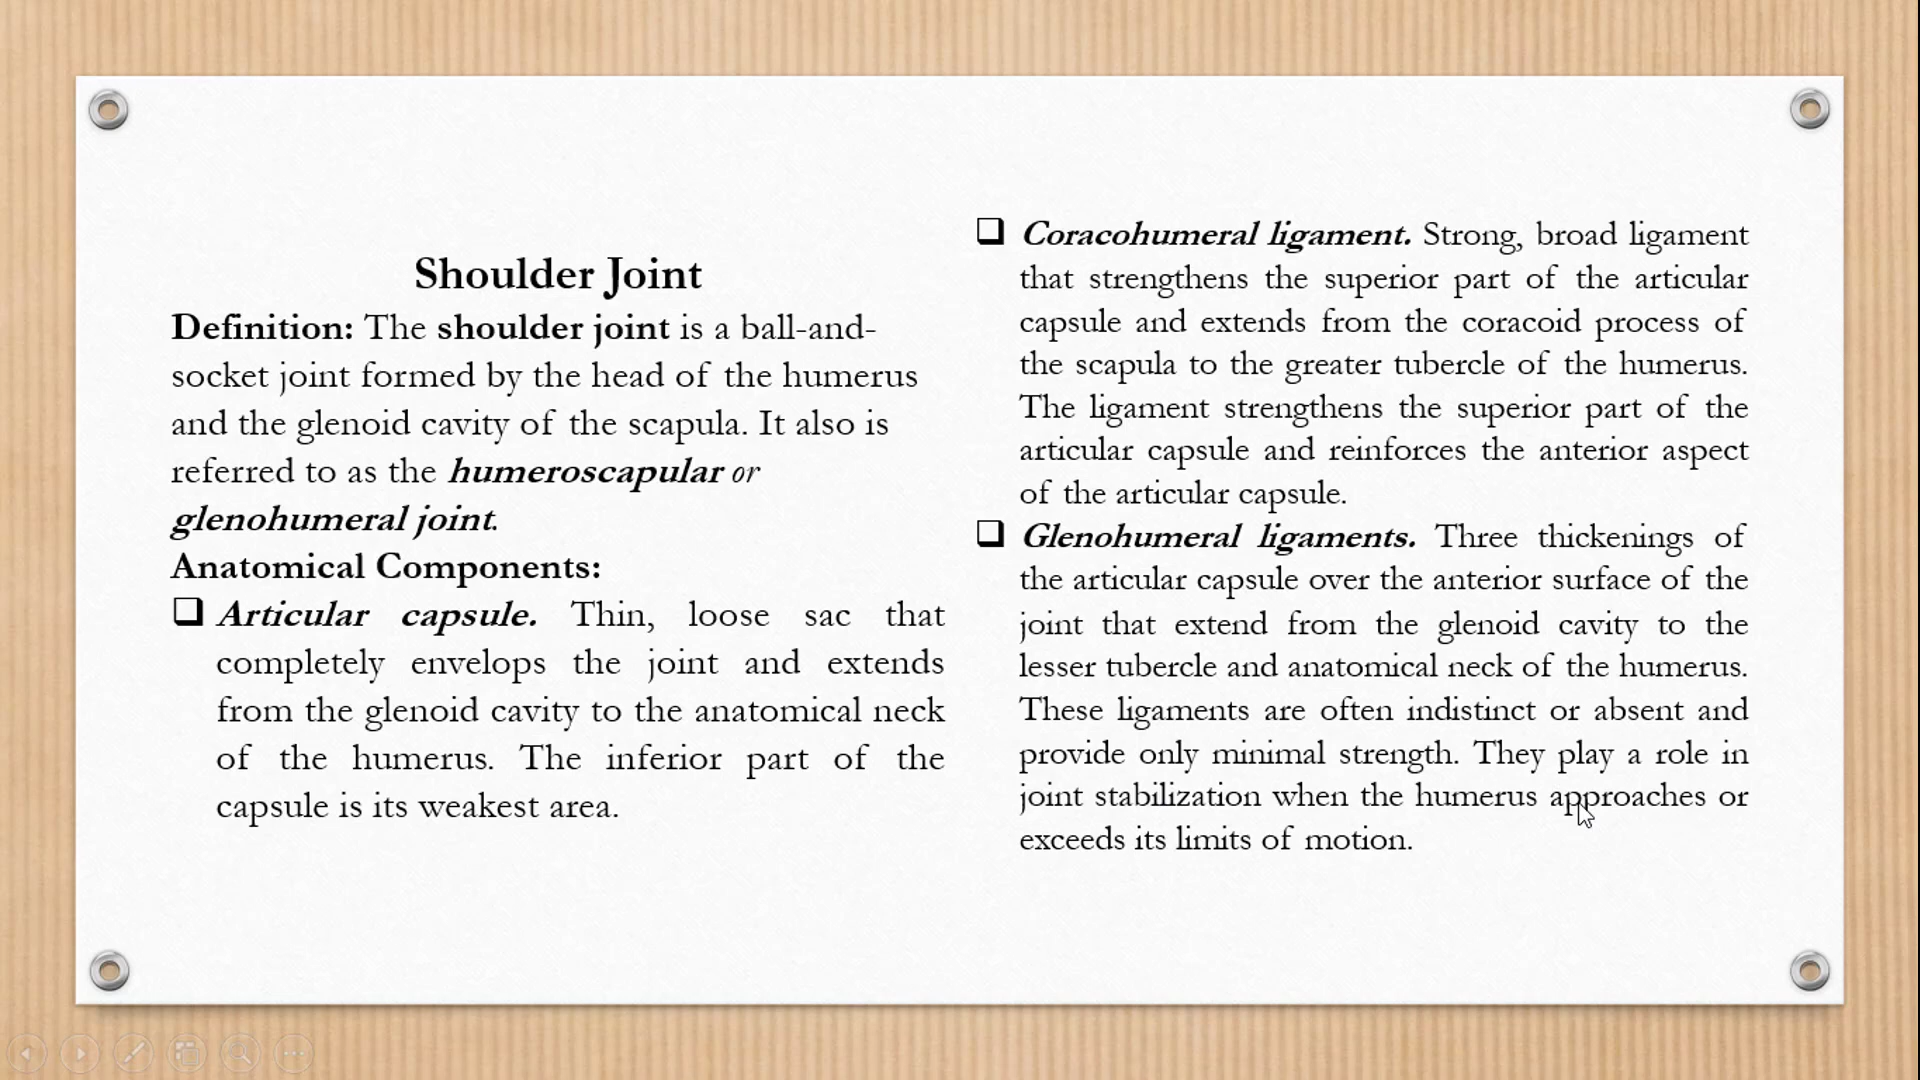 Shoulder Joint
Definition: The shoulder joint is a ball-and-
socket joint formed by the head of the humerus
and the glenoid cavity of the scapula. It also is
referred to as the humeroscapular or
glenohumeral joint.
Anatomical Components:
❑ Articular capsule. Thin, loose sac that
completely envelops the joint and extends
from the glenoid cavity to the anatomical neck
of the humerus. The inferior part of the
capsule is its weakest area.
❑ Coracohumeral ligament. Strong, broad ligament
that strengthens the superior part of the articular
capsule and extends from the coracoid process of
the scapula to the greater tubercle of the humerus.
The ligament strengthens the superior part of the
articular capsule and reinforces the anterior aspect
of the articular capsule.
❑ Glenohumeral ligaments. Three thickenings of
the articular capsule over the anterior surface of the
joint that extend from the glenoid cavity to the
lesser tubercle and anatomical neck of the humerus.
These ligaments are often indistinct or absent and
provide only minimal strength. They play a role in
joint stabilization when the humerus approaches or
exceeds its limits of motion.